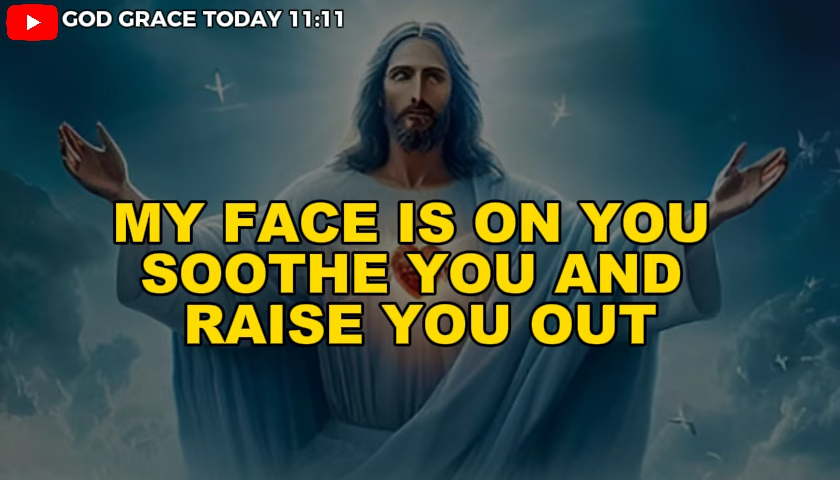 GOD GRACE TODAY 11:11
MY FACE IS ON YOU
SOOTHE YOU AND
RAISE YOU OUT